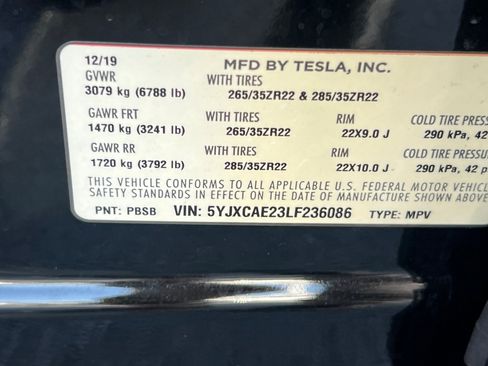 12/19 MFD BY TESLA, INC.
GVWR WITH TIRES
3079 kg (6788 lb) 265/35ZR22 & 285/35ZR22
GAWR FRT WITH TIRES RIM COLD TIRE PRESS
1470 kg (3241 lb) 265/35ZR22 22X9.0 J 290 kPa, 42
GAWR RR WITH TIRES RIM COLD TIRE PRESSU
1720 kg (3792 lb) 285/35ZR22 22X10.0 J 290 kPa, 42 p
THIS VEHICLE CONFORMS TO ALL APPLICABLE U.S. FEDERAL MOTOR VEHICL
SAFETY STANDARDS IN EFFECT ON THE DATE OF MANUFACTURE SHOWN ABOVE
PNT: PBSB VIN: 5YJXCAE23LF236086 TYPE: MPV